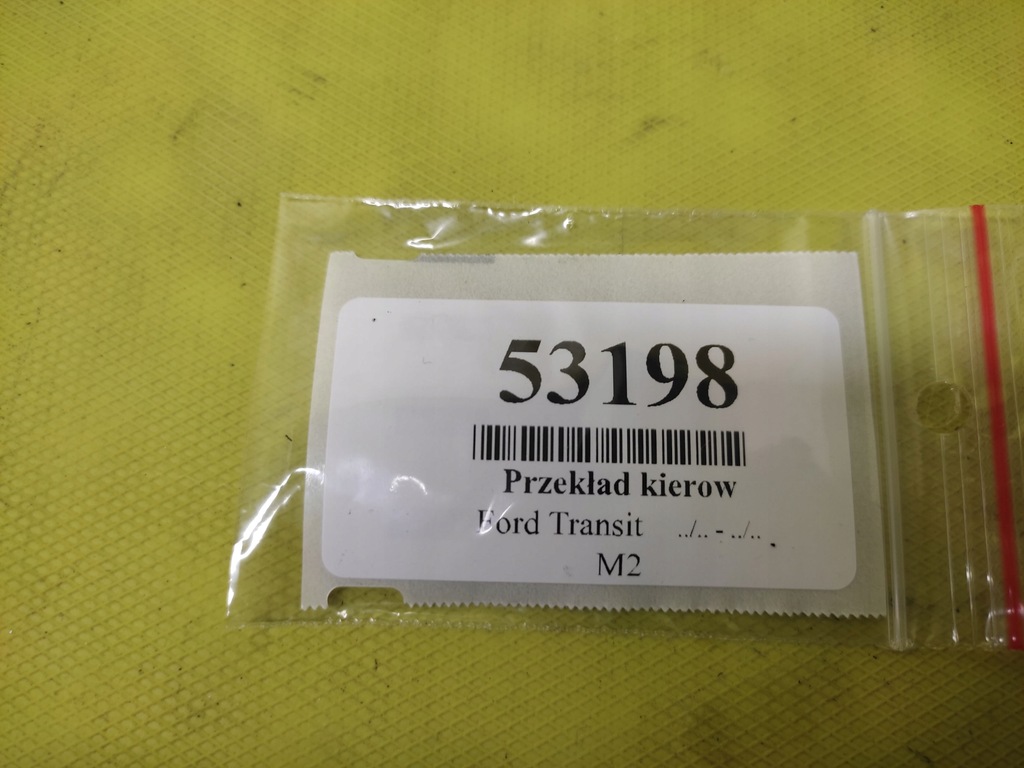 53198
Przekład kierow
Ford Transit ../.. - ../..
M2